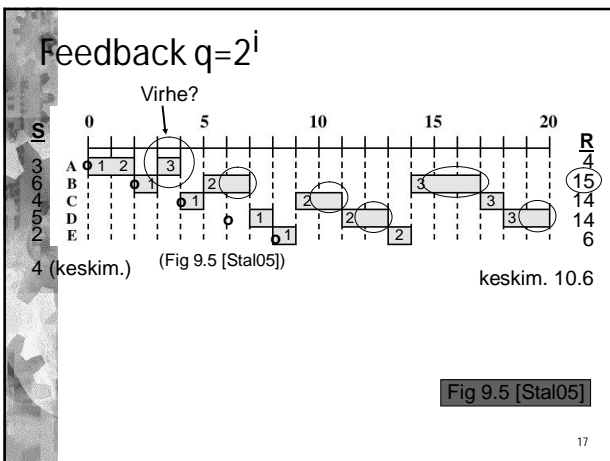 Feedback q=2^i
Virhe?
0 5 10 15 20
S R
3 A 1 2 3 4
6 B 1 2 3 15
4 C 1 2 3 14
5 D 1 2 3 14
2 E 1 2 6
4 (keskim.) (Fig 9.5 [Stal05]) keskim. 10.6
Fig 9.5 [Stal05]
17